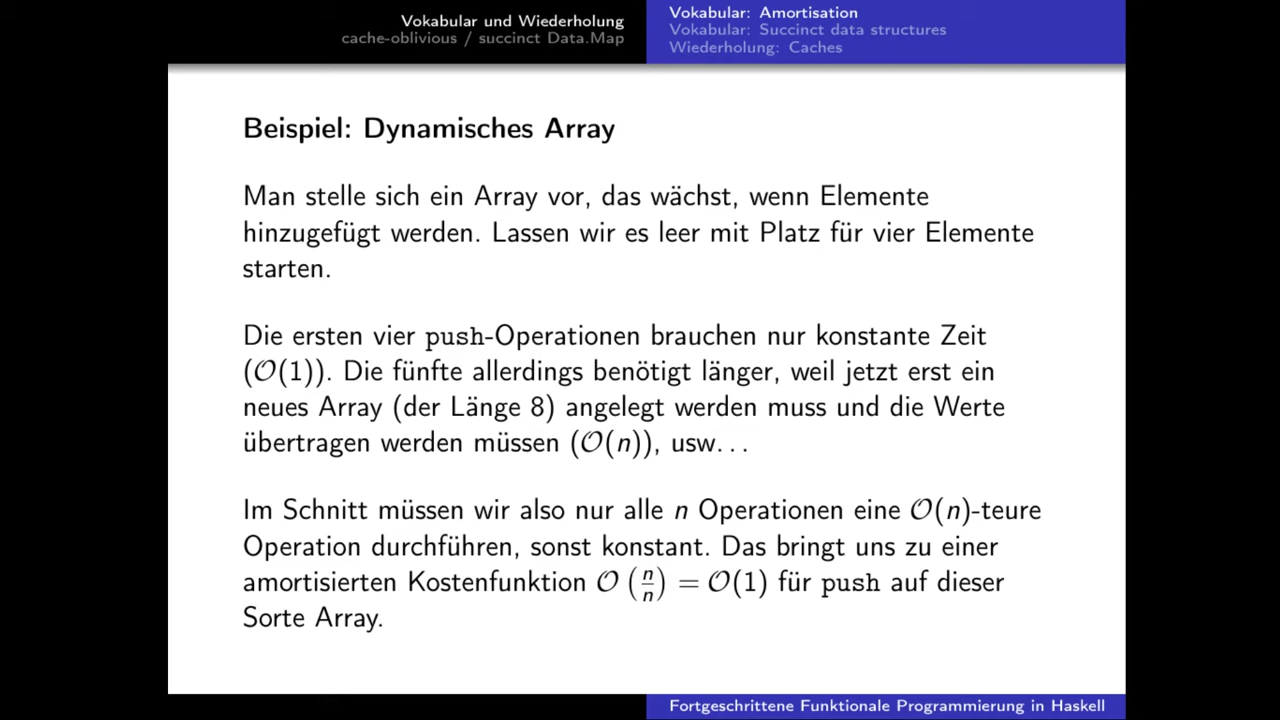 Vokabular und Wiederholung
cache-oblivious / succinct Data.Map
Vokabular: Amortisation
Vokabular: Succinct data structures
Wiederholung: Caches
Beispiel: Dynamisches Array
Man stelle sich ein Array vor, das wächst, wenn Elemente
hinzugefügt werden. Lassen wir es leer mit Platz für vier Elemente
starten.
Die ersten vier push-Operationen brauchen nur konstante Zeit
(𝒪(1)). Die fünfte allerdings benötigt länger, weil jetzt erst ein
neues Array (der Länge 8) angelegt werden muss und die Werte
übertragen werden müssen (𝒪(n)), usw...
Im Schnitt müssen wir also nur alle n Operationen eine 𝒪(n)-teure
Operation durchführen, sonst konstant. Das bringt uns zu einer
amortisierten Kostenfunktion 𝒪(n/n) = 𝒪(1) für push auf dieser
Sorte Array.
Fortgeschrittene Funktionale Programmierung in Haskell